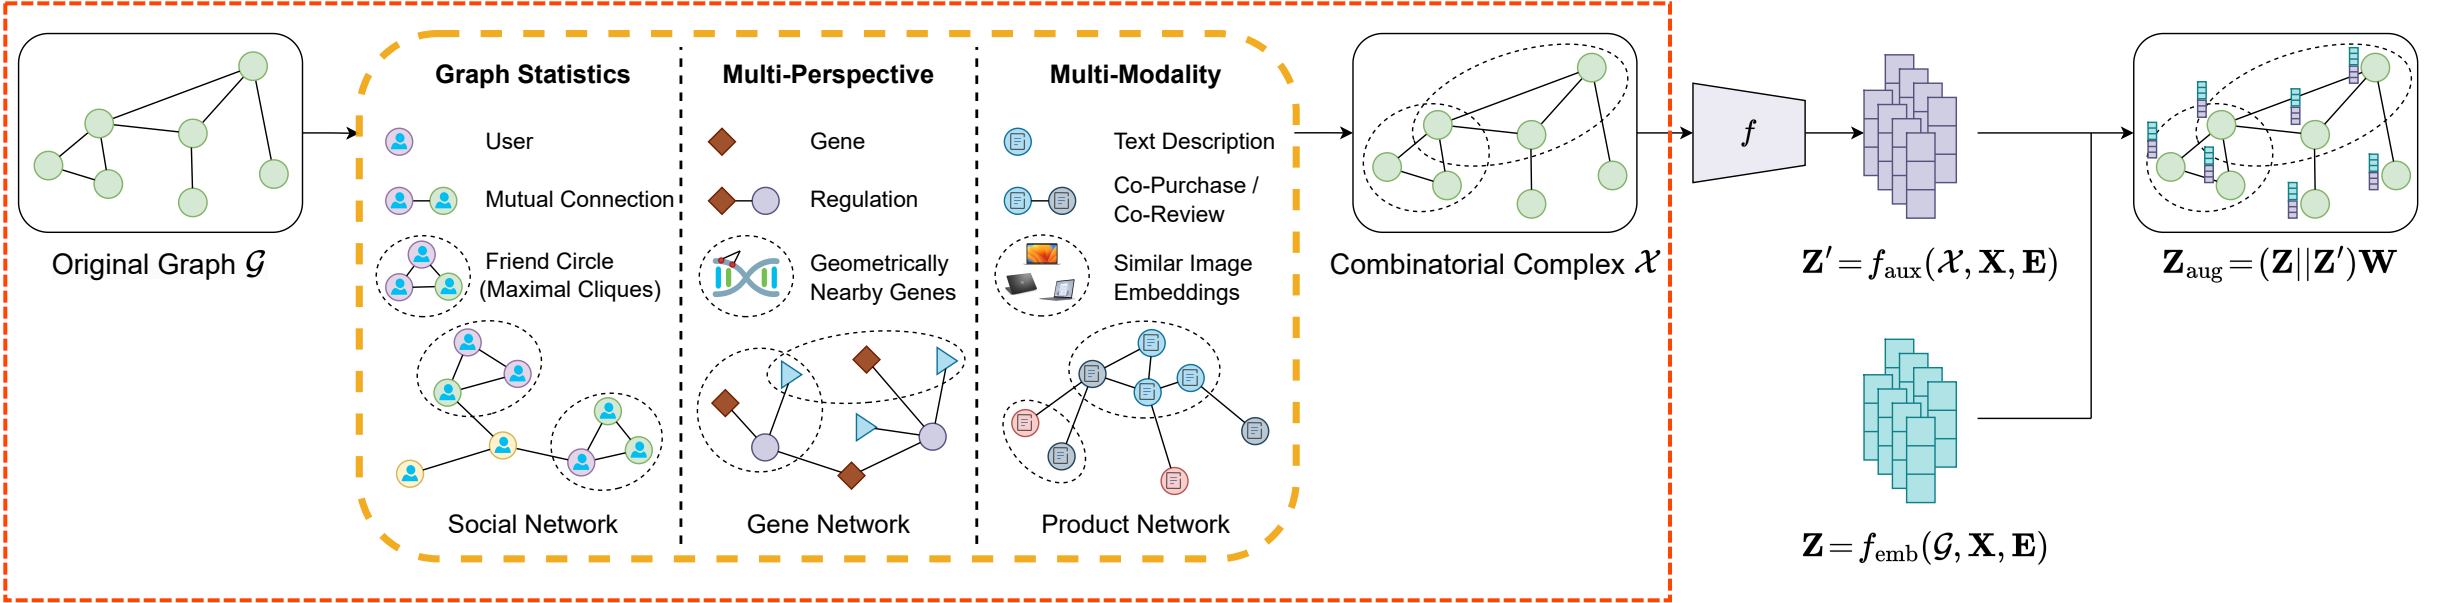 Original Graph 𝒢
Graph Statistics
User
Mutual Connection
Friend Circle
(Maximal Cliques)
Social Network
Multi-Perspective
Gene
Regulation
Geometrically
Nearby Genes
Gene Network
Multi-Modality
Text Description
Co-Purchase /
Co-Review
Similar Image
Embeddings
Product Network
Combinatorial Complex 𝒳
f
Z′ = f_aux(𝒳, X, E)
Z = f_emb(𝒢, X, E)
Z_aug = (Z||Z′)W